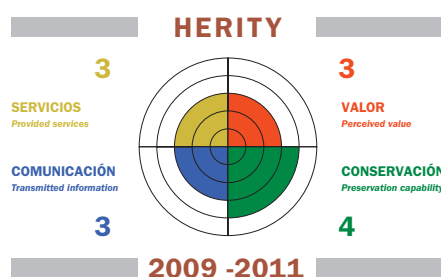 HERITY
3
3
SERVICIOS
Provided services
VALOR
Perceived value
COMUNICACIÓN
Transmitted information
CONSERVACIÓN
Preservation capability
3
4
2009 -2011